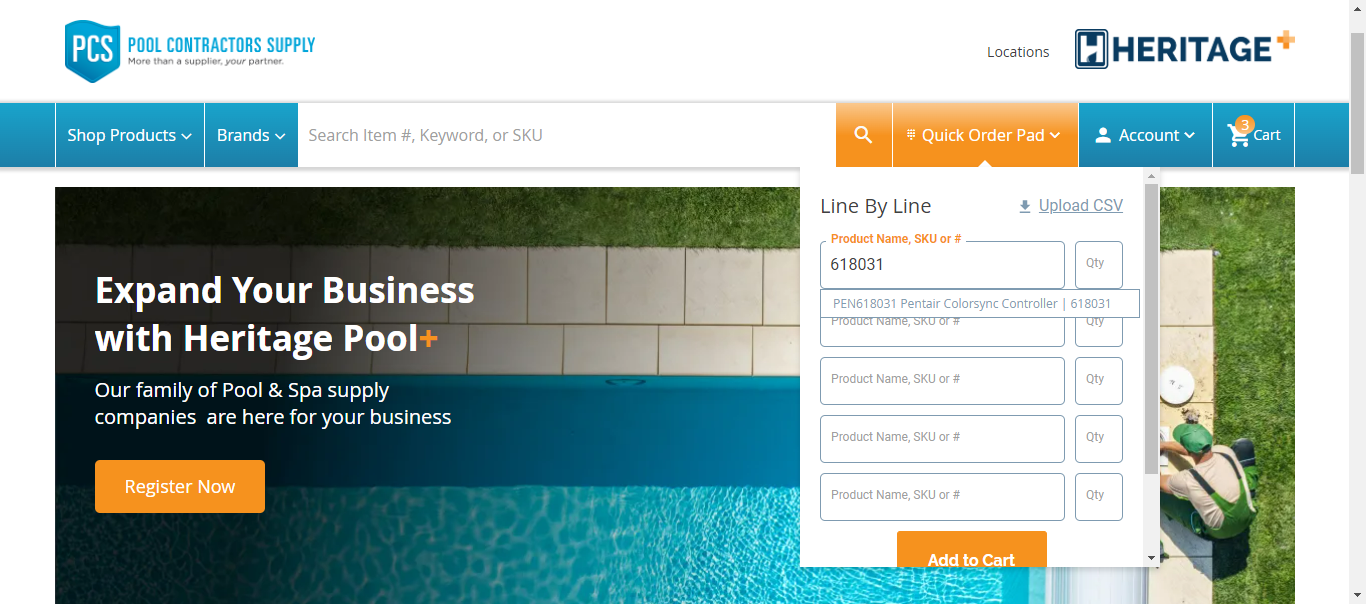 PCS POOL CONTRACTORS SUPPLY
More than a supplier, your partner.
Locations
H HERITAGE+
Shop Products
Brands
Search Item #, Keyword, or SKU
Quick Order Pad
Account
3
Cart
Expand Your Business
with Heritage Pool+
Our family of Pool & Spa supply
companies are here for your business
Register Now
Line By Line
Upload CSV
Product Name, SKU or #
618031
Qty
PEN618031 Pentair Colorsync Controller | 618031
Product Name, SKU or #
Qty
Product Name, SKU or #
Qty
Product Name, SKU or #
Qty
Product Name, SKU or #
Qty
Add to Cart